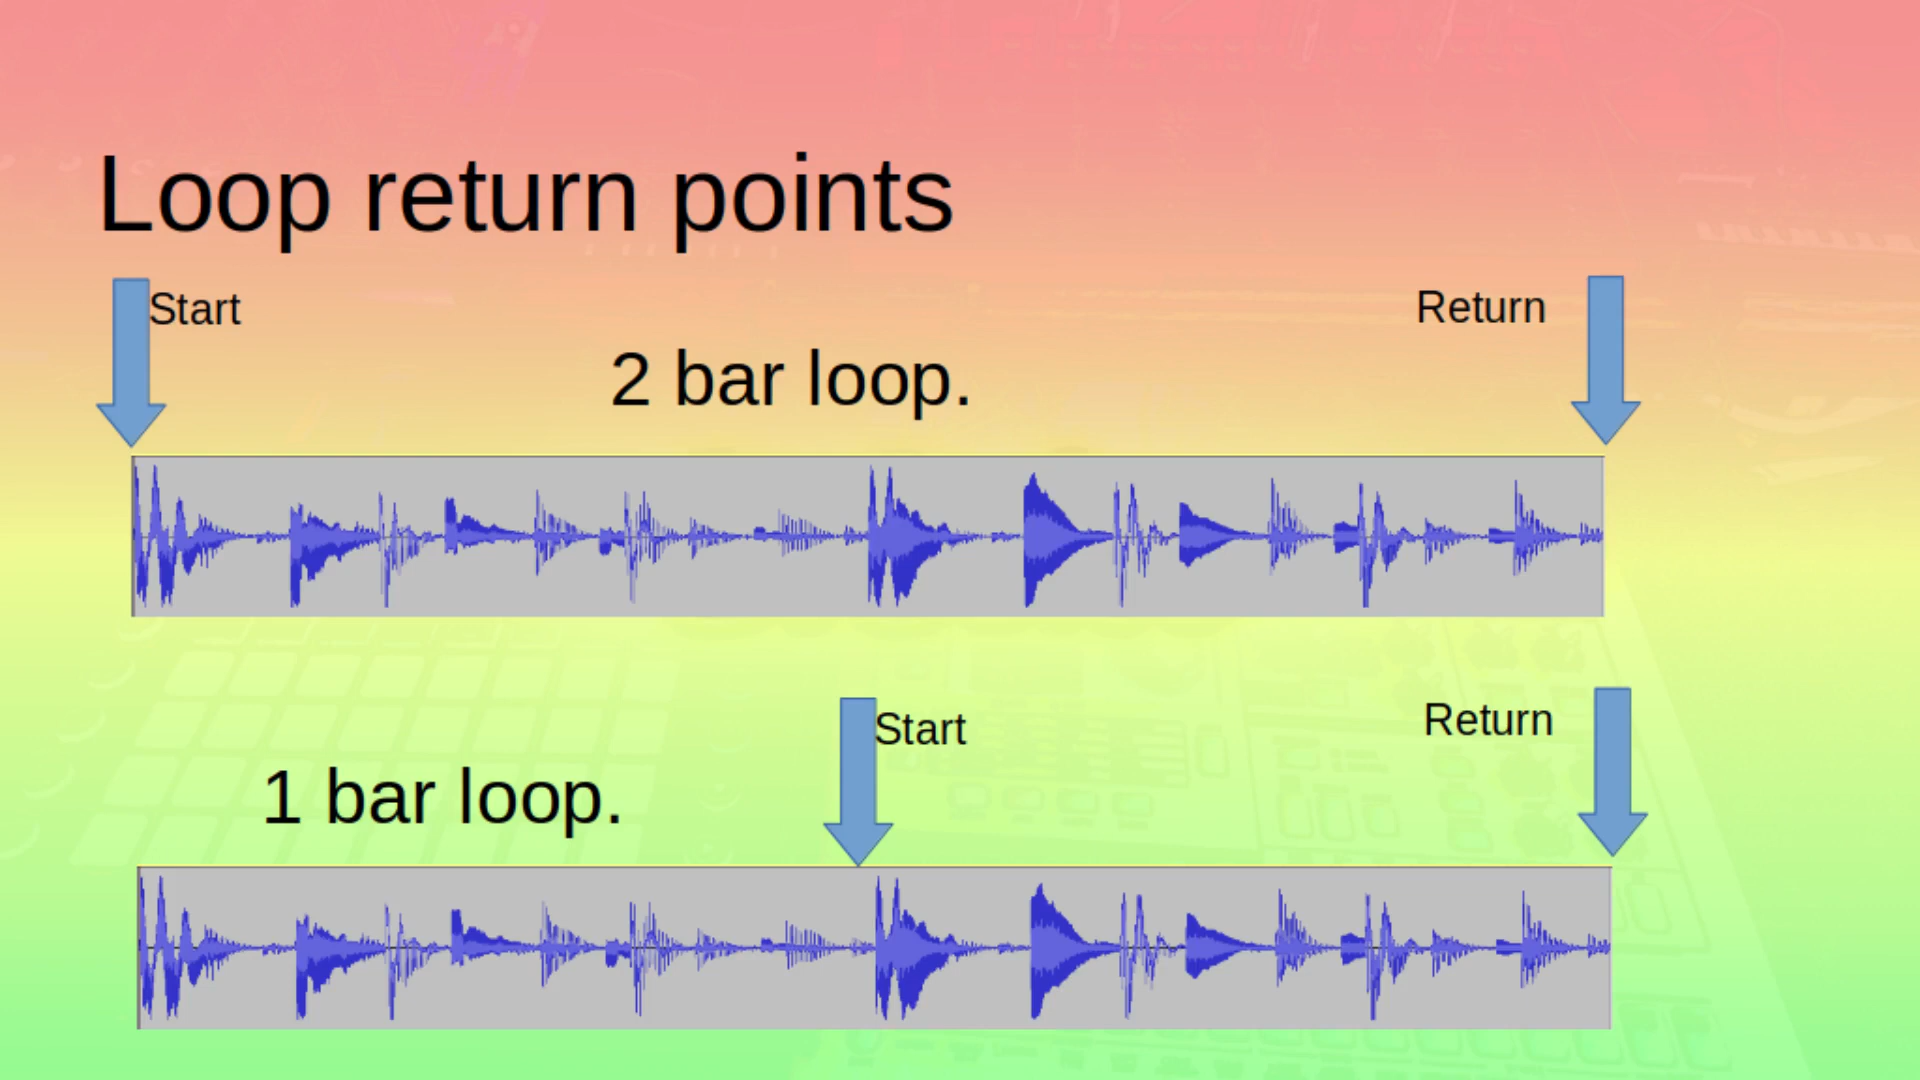 Loop return points
Start
Return
2 bar loop.
Start
Return
1 bar loop.